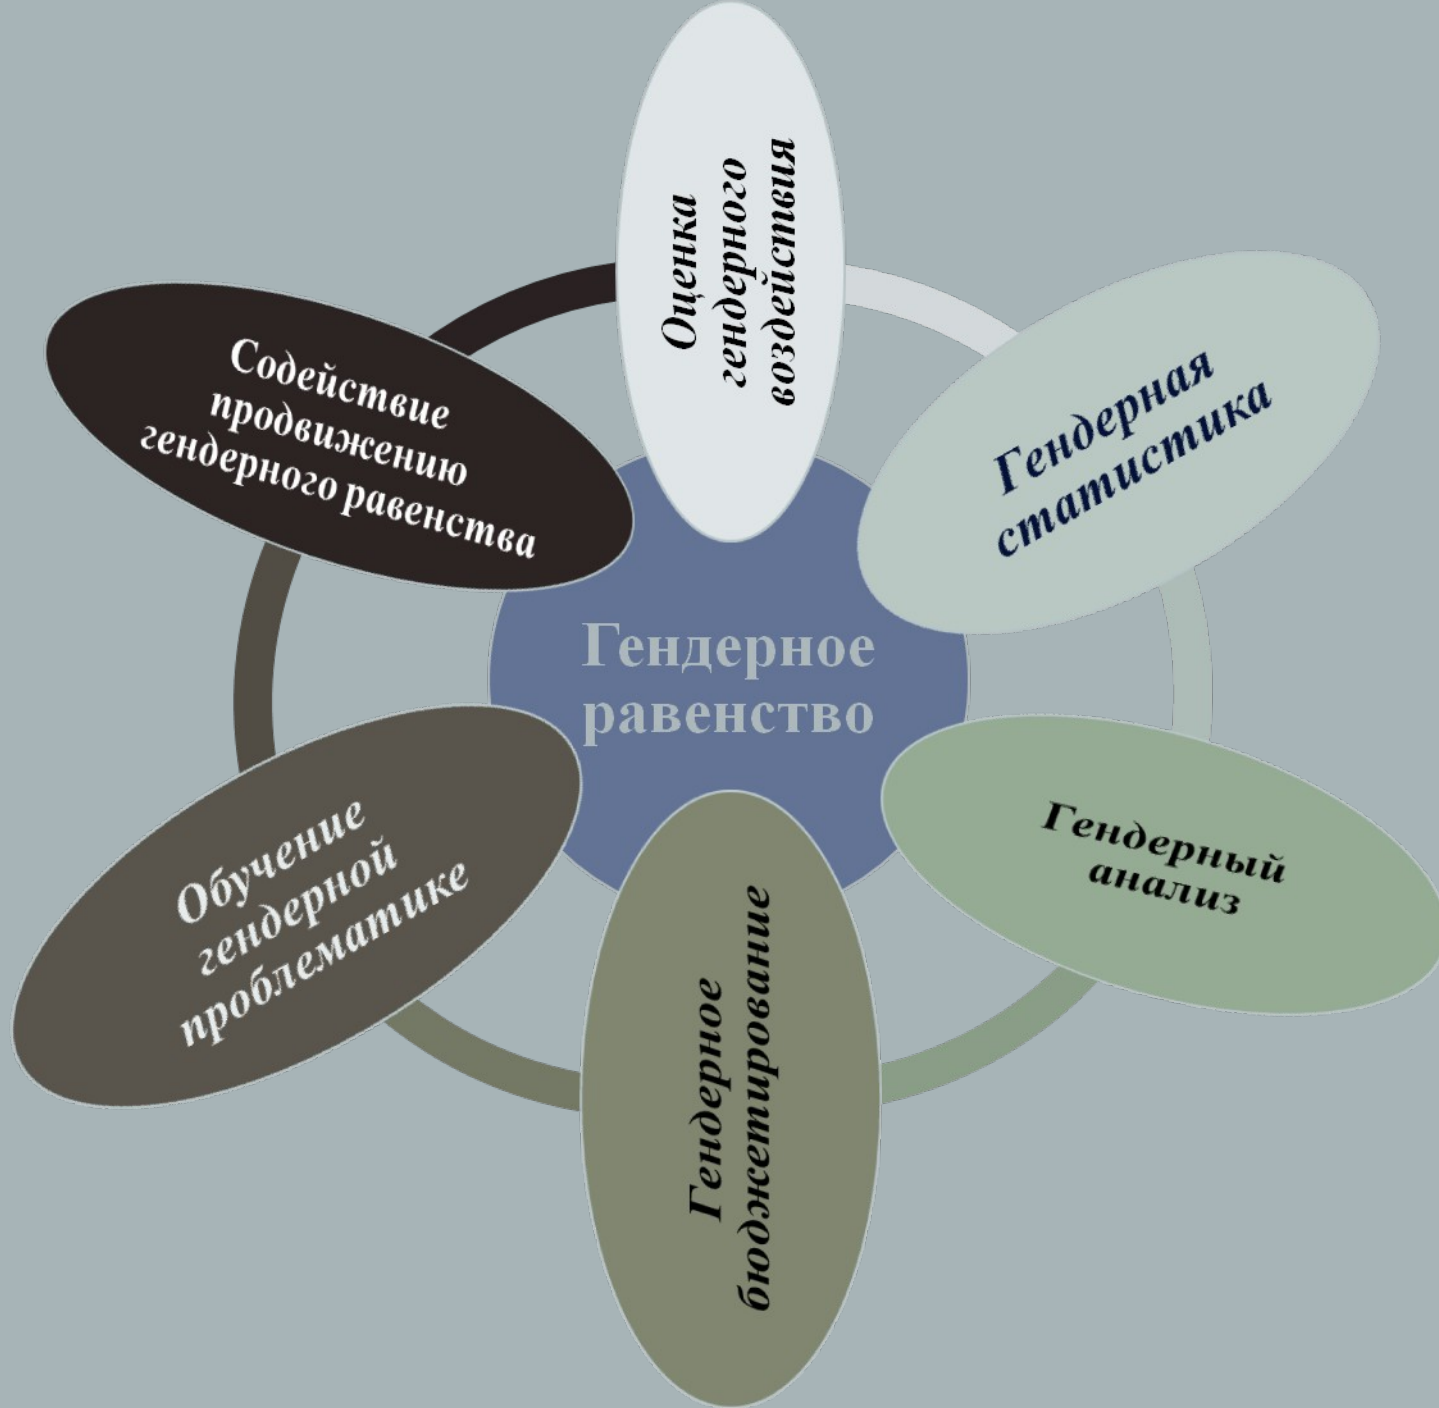 Оценка
гендерного
воздействия
Гендерная
статистика
Гендерный
анализ
Гендерное
бюджетирование
Обучение
гендерной
проблематике
Содействие
продвижению
гендерного равенства
Гендерное
равенство